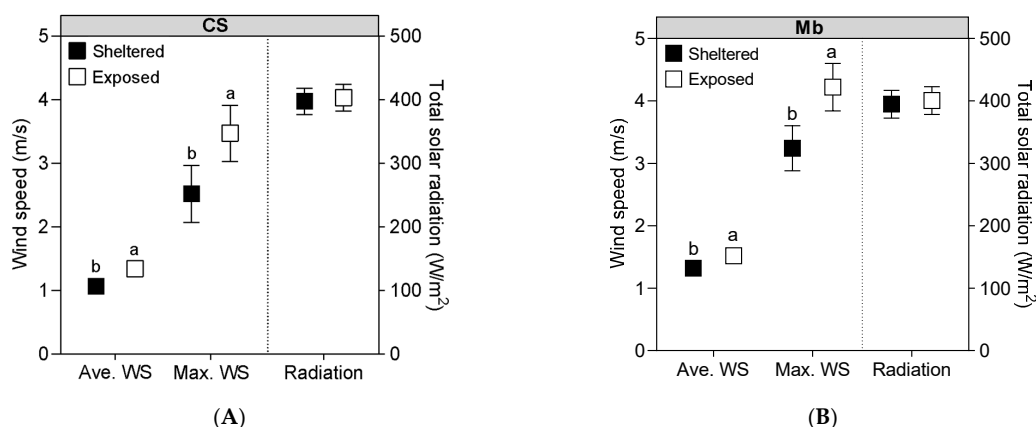 CS
Sheltered
Exposed
Wind speed (m/s)
5
4
3
2
1
0
b
a
b
a
Ave. WS
Max. WS
Radiation
500
400
300
200
100
0
Total solar radiation (W/m²)
(A)
Mb
Sheltered
Exposed
Wind speed (m/s)
5
4
3
2
1
0
b
a
b
a
Ave. WS
Max. WS
Radiation
500
400
300
200
100
0
Total solar radiation (W/m²)
(B)